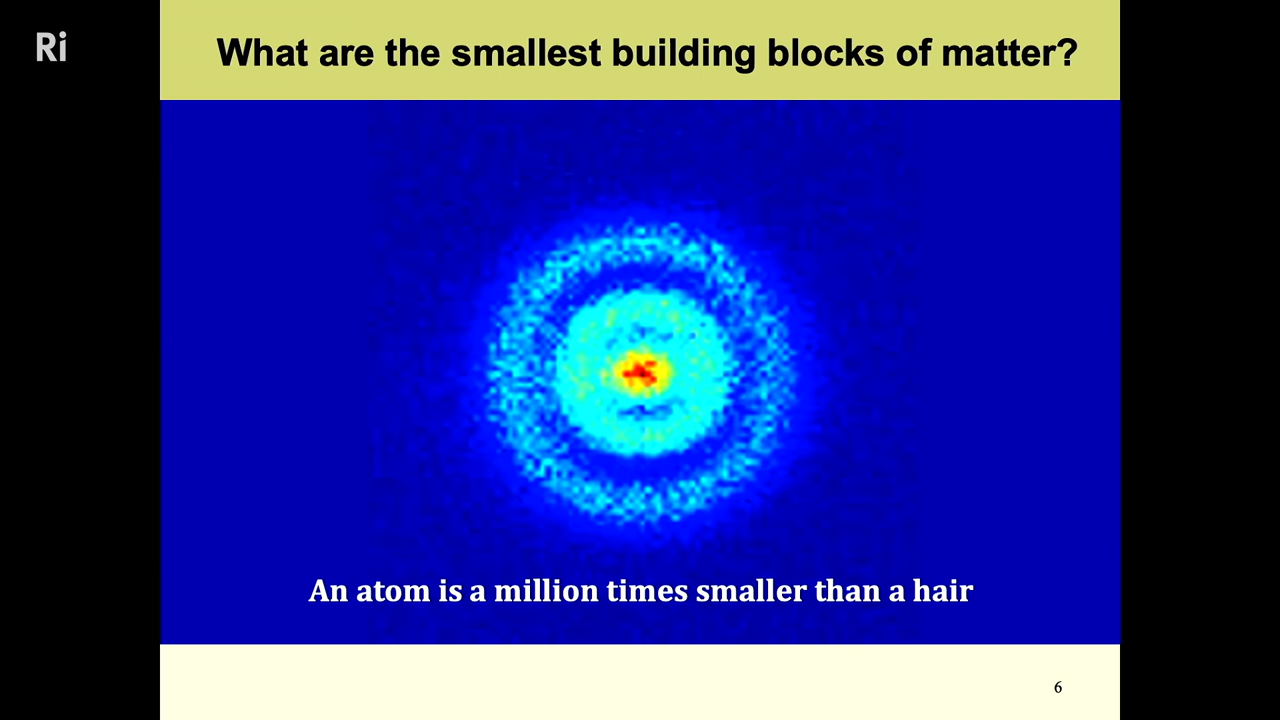 Ri
What are the smallest building blocks of matter?
An atom is a million times smaller than a hair
6